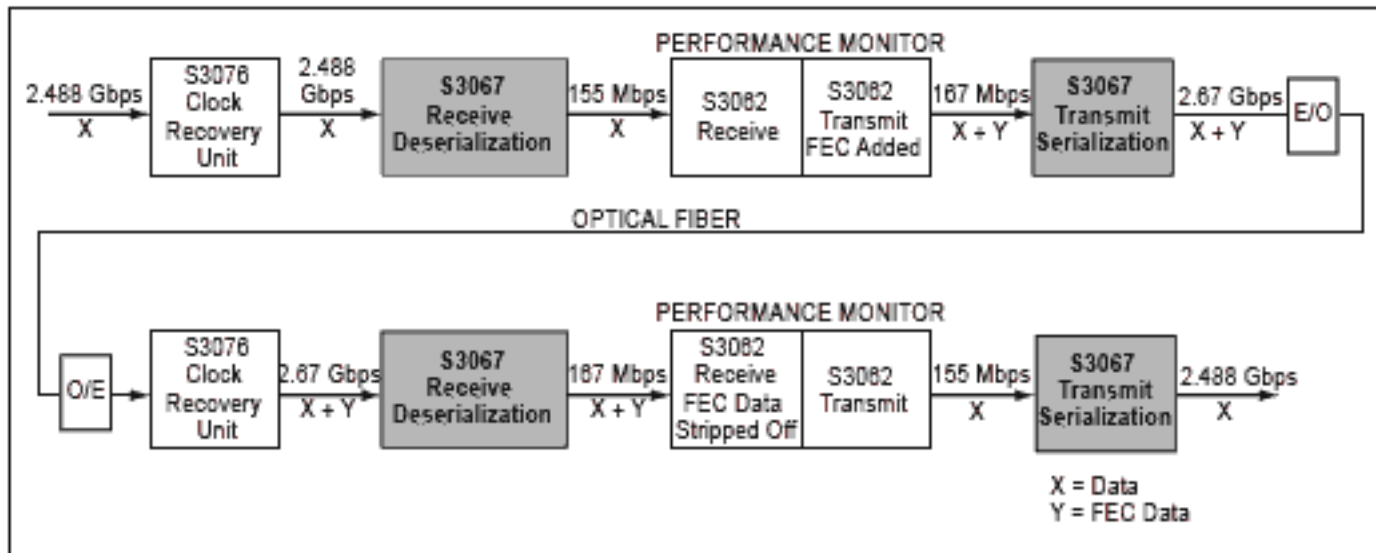 PERFORMANCE MONITOR
2.488 Gbps
X
S3076
Clock
Recovery
Unit
2.488
Gbps
X
S3067
Receive
Deserialization
155 Mbps
X
S3062
Receive
S3062
Transmit
FEC Added
167 Mbps
X + Y
S3067
Transmit
Serialization
2.67 Gbps
X + Y
E/O
OPTICAL FIBER
PERFORMANCE MONITOR
O/E
S3076
Clock
Recovery
Unit
2.67 Gbps
X + Y
S3067
Receive
Deserialization
167 Mbps
X + Y
S3062
Receive
FEC Data
Stripped Off
S3062
Transmit
155 Mbps
X
S3067
Transmit
Serialization
2.488 Gbps
X
X = Data
Y = FEC Data